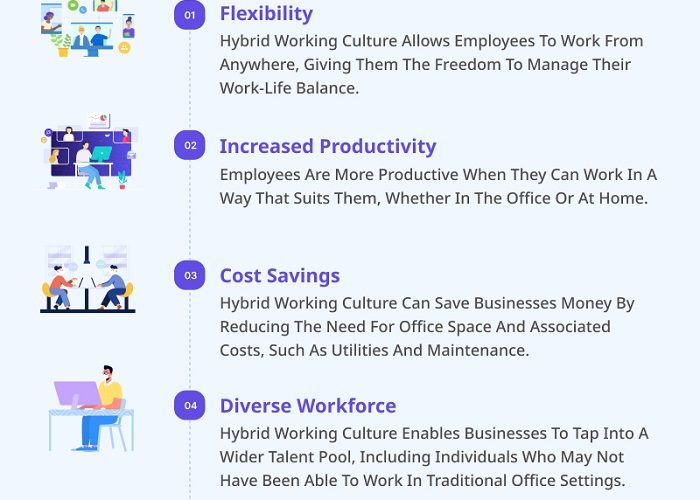 01
Flexibility
Hybrid Working Culture Allows Employees To Work From
Anywhere, Giving Them The Freedom To Manage Their
Work-Life Balance.
02
Increased Productivity
Employees Are More Productive When They Can Work In A
Way That Suits Them, Whether In The Office Or At Home.
03
Cost Savings
Hybrid Working Culture Can Save Businesses Money By
Reducing The Need For Office Space And Associated
Costs, Such As Utilities And Maintenance.
04
Diverse Workforce
Hybrid Working Culture Enables Businesses To Tap Into A
Wider Talent Pool, Including Individuals Who May Not
Have Been Able To Work In Traditional Office Settings.